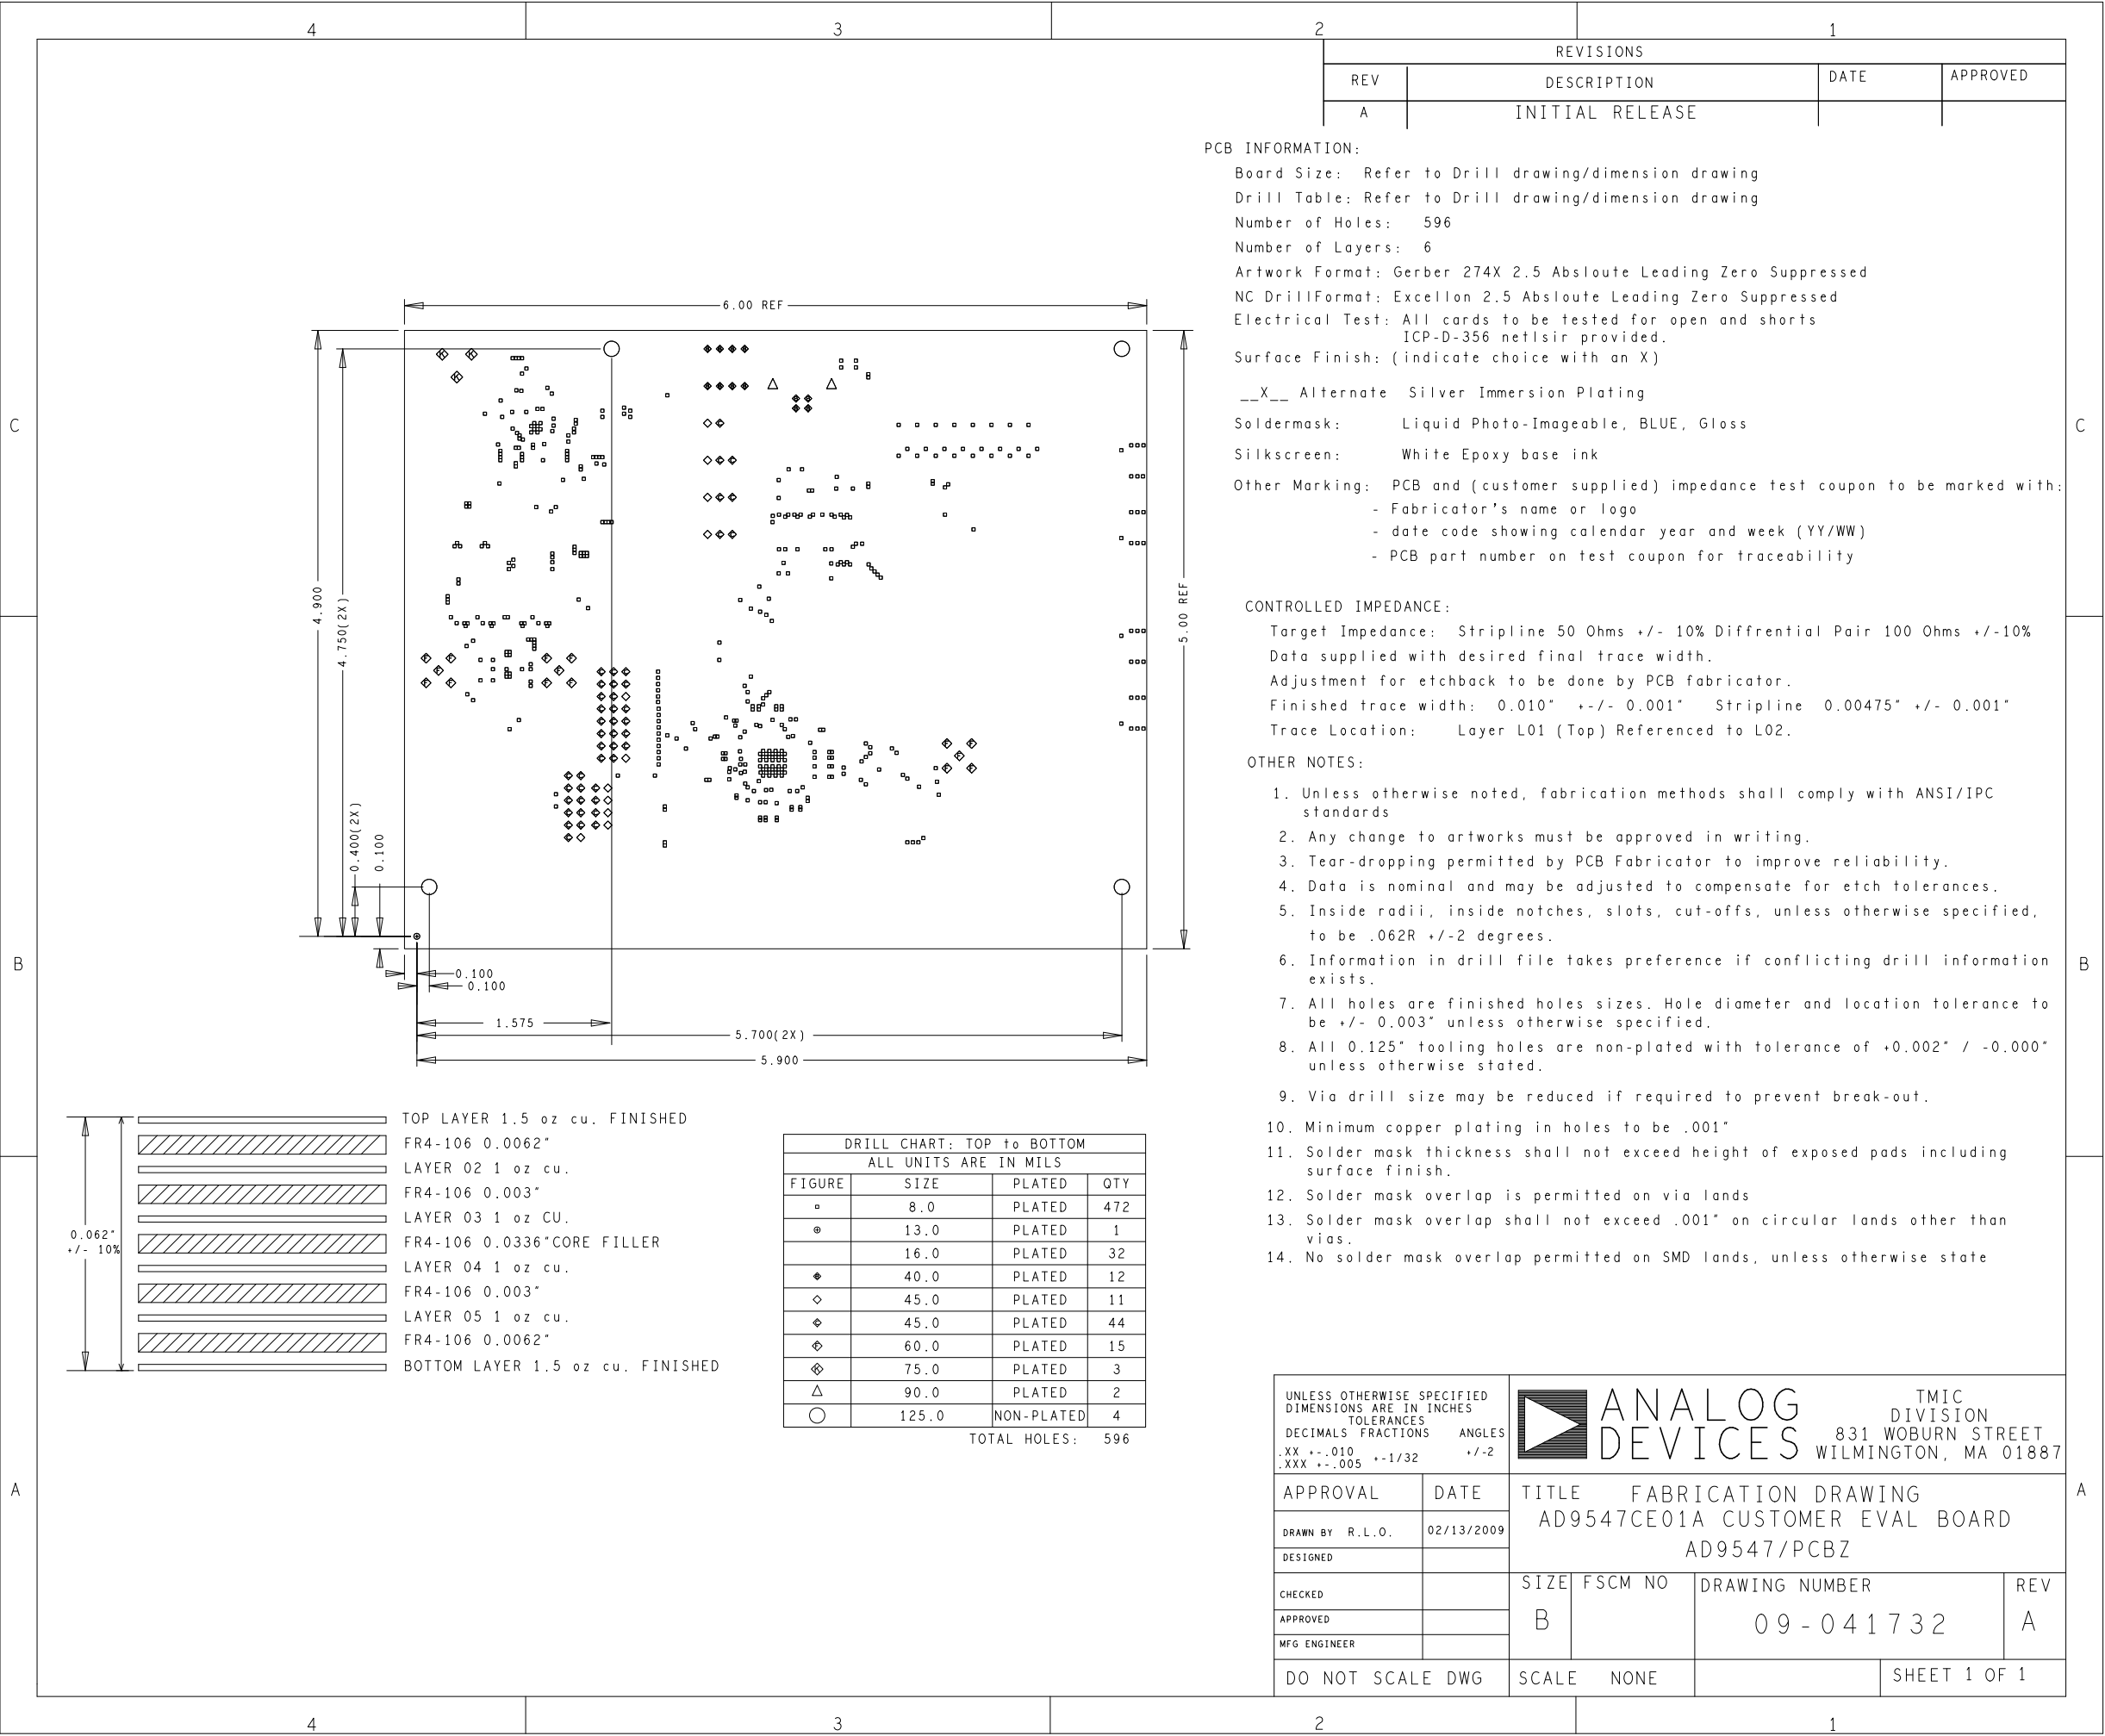 4 3 2 1
REVISIONS
REV DESCRIPTION DATE APPROVED
A INITIAL RELEASE
PCB INFORMATION:
Board Size: Refer to Drill drawing/dimension drawing
Drill Table: Refer to Drill drawing/dimension drawing
Number of Holes: 596
Number of Layers: 6
Artwork Format: Gerber 274X 2.5 Absloute Leading Zero Suppressed
NC DrillFormat: Excellon 2.5 Absloute Leading Zero Suppressed
Electrical Test: All cards to be tested for open and shorts
ICP-D-356 netlsir provided.
Surface Finish: (indicate choice with an X)
__X__ Alternate Silver Immersion Plating
Soldermask: Liquid Photo-Imageable, BLUE, Gloss
Silkscreen: White Epoxy base ink
Other Marking: PCB and (customer supplied) impedance test coupon to be marked with:
- Fabricator's name or logo
- date code showing calendar year and week (YY/WW)
- PCB part number on test coupon for traceability
CONTROLLED IMPEDANCE:
Target Impedance: Stripline 50 Ohms +/- 10% Diffrential Pair 100 Ohms +/-10%
Data supplied with desired final trace width.
Adjustment for etchback to be done by PCB fabricator.
Finished trace width: 0.010" +-/- 0.001" Stripline 0.00475" +/- 0.001"
Trace Location: Layer L01 (Top) Referenced to L02.
OTHER NOTES:
1. Unless otherwise noted, fabrication methods shall comply with ANSI/IPC
standards
2. Any change to artworks must be approved in writing.
3. Tear-dropping permitted by PCB Fabricator to improve reliability.
4. Data is nominal and may be adjusted to compensate for etch tolerances.
5. Inside radii, inside notches, slots, cut-offs, unless otherwise specified,
to be .062R +/-2 degrees.
6. Information in drill file takes preference if conflicting drill information
exists.
7. All holes are finished holes sizes. Hole diameter and location tolerance to
be +/- 0.003" unless otherwise specified.
8. All 0.125" tooling holes are non-plated with tolerance of +0.002" / -0.000"
unless otherwise stated.
9. Via drill size may be reduced if required to prevent break-out.
10. Minimum copper plating in holes to be .001"
11. Solder mask thickness shall not exceed height of exposed pads including
surface finish.
12. Solder mask overlap is permitted on via lands
13. Solder mask overlap shall not exceed .001" on circular lands other than
vias.
14. No solder mask overlap permitted on SMD lands, unless otherwise state
6.00 REF
4.900
4.750(2X)
5.00 REF
0.400(2X)
0.100
0.100
0.100
1.575
5.700(2X)
5.900
C C
B B
A A
TOP LAYER 1.5 oz cu. FINISHED
FR4-106 0.0062"
LAYER 02 1 oz cu.
FR4-106 0.003"
LAYER 03 1 oz CU.
FR4-106 0.0336"CORE FILLER
LAYER 04 1 oz cu.
FR4-106 0.003"
LAYER 05 1 oz cu.
FR4-106 0.0062"
BOTTOM LAYER 1.5 oz cu. FINISHED
0.062"
+/- 10%
DRILL CHART: TOP to BOTTOM
ALL UNITS ARE IN MILS
FIGURE SIZE PLATED QTY
8.0 PLATED 472
13.0 PLATED 1
16.0 PLATED 32
40.0 PLATED 12
45.0 PLATED 11
45.0 PLATED 44
60.0 PLATED 15
75.0 PLATED 3
90.0 PLATED 2
125.0 NON-PLATED 4
TOTAL HOLES: 596
UNLESS OTHERWISE SPECIFIED
DIMENSIONS ARE IN INCHES
TOLERANCES
DECIMALS FRACTIONS ANGLES
.XX +-.010 +-1/32 +/-2
.XXX +-.005
ANALOG
DEVICES
TMIC
DIVISION
831 WOBURN STREET
WILMINGTON, MA 01887
APPROVAL DATE
DRAWN BY R.L.O. 02/13/2009
DESIGNED
CHECKED
APPROVED
MFG ENGINEER
TITLE FABRICATION DRAWING
AD9547CE01A CUSTOMER EVAL BOARD
AD9547/PCBZ
SIZE FSCM NO DRAWING NUMBER REV
B 09-041732 A
DO NOT SCALE DWG SCALE NONE SHEET 1 OF 1
4 3 2 1